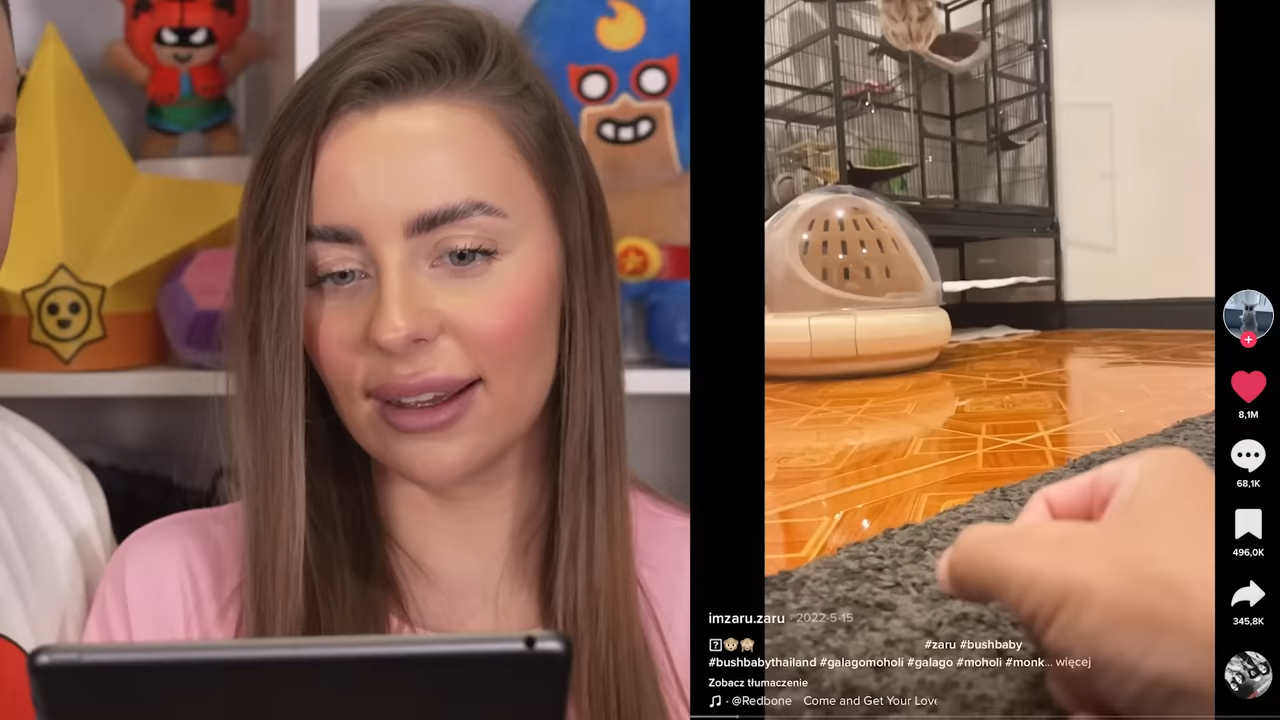 8,1M
68,1K
496,0K
345,8K
imzaru.zaru · 2022-5-15
#zaru #bushbaby
#bushbabythailand #galagomoholi #galago #moholi #monk... więcej
Zobacz tłumaczenie
- @Redbone Come and Get Your Love